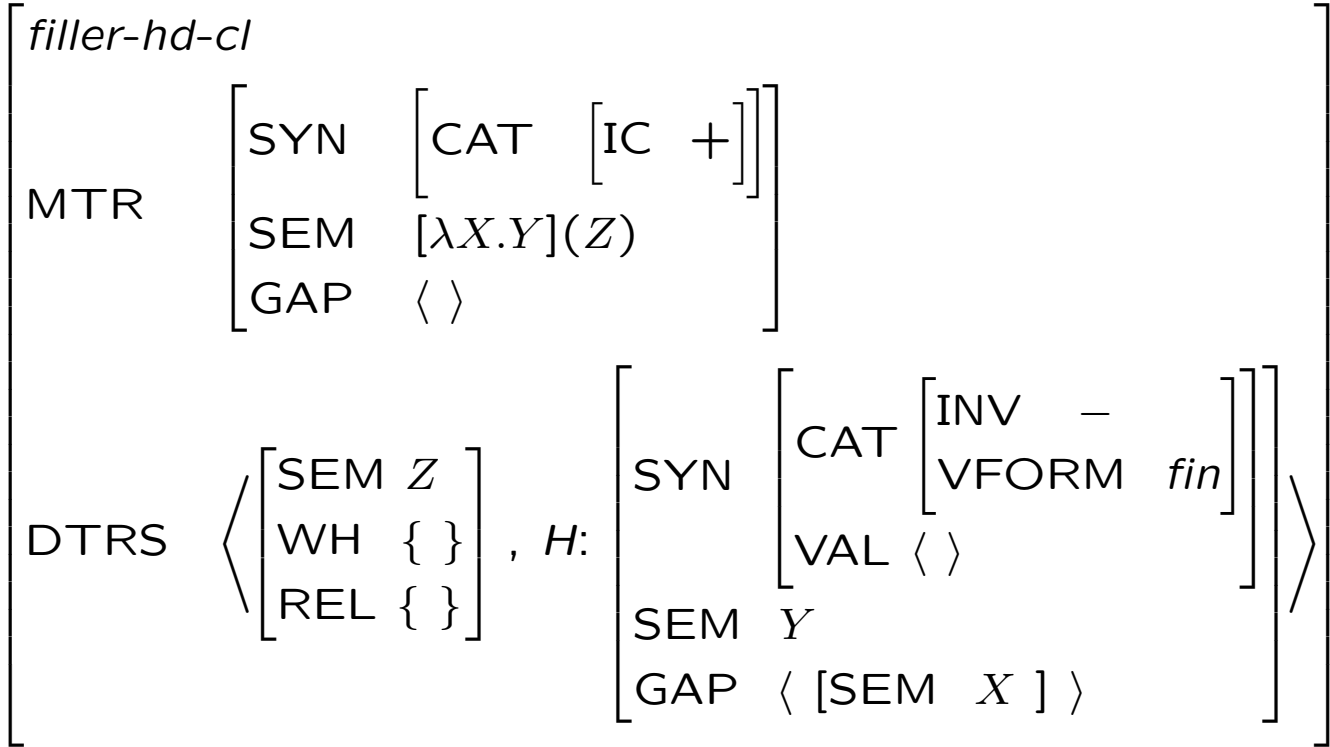 filler-hd-cl
MTR [SYN [CAT [IC +]]
SEM [λX.Y](Z)
GAP ⟨ ⟩]
DTRS ⟨[SEM Z
WH { }
REL { }] , H: [SYN [CAT [INV −
VFORM fin]
VAL ⟨ ⟩]
SEM Y
GAP ⟨ [SEM X ] ⟩]⟩